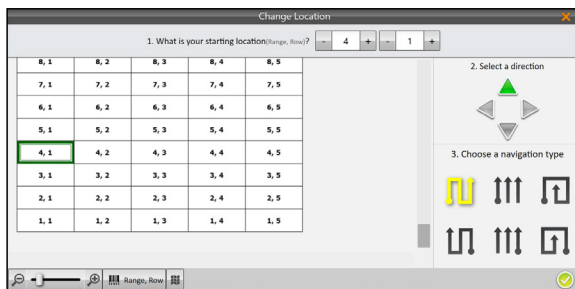 Change Location
1. What is your starting location(Range, Row)? - 4 + - 1 +
8, 1 8, 2 8, 3 8, 4 8, 5
7, 1 7, 2 7, 3 7, 4 7, 5
6, 1 6, 2 6, 3 6, 4 6, 5
5, 1 5, 2 5, 3 5, 4 5, 5
4, 1 4, 2 4, 3 4, 4 4, 5
3, 1 3, 2 3, 3 3, 4 3, 5
2, 1 2, 2 2, 3 2, 4 2, 5
1, 1 1, 2 1, 3 1, 4 1, 5
2. Select a direction
3. Choose a navigation type
Range, Row